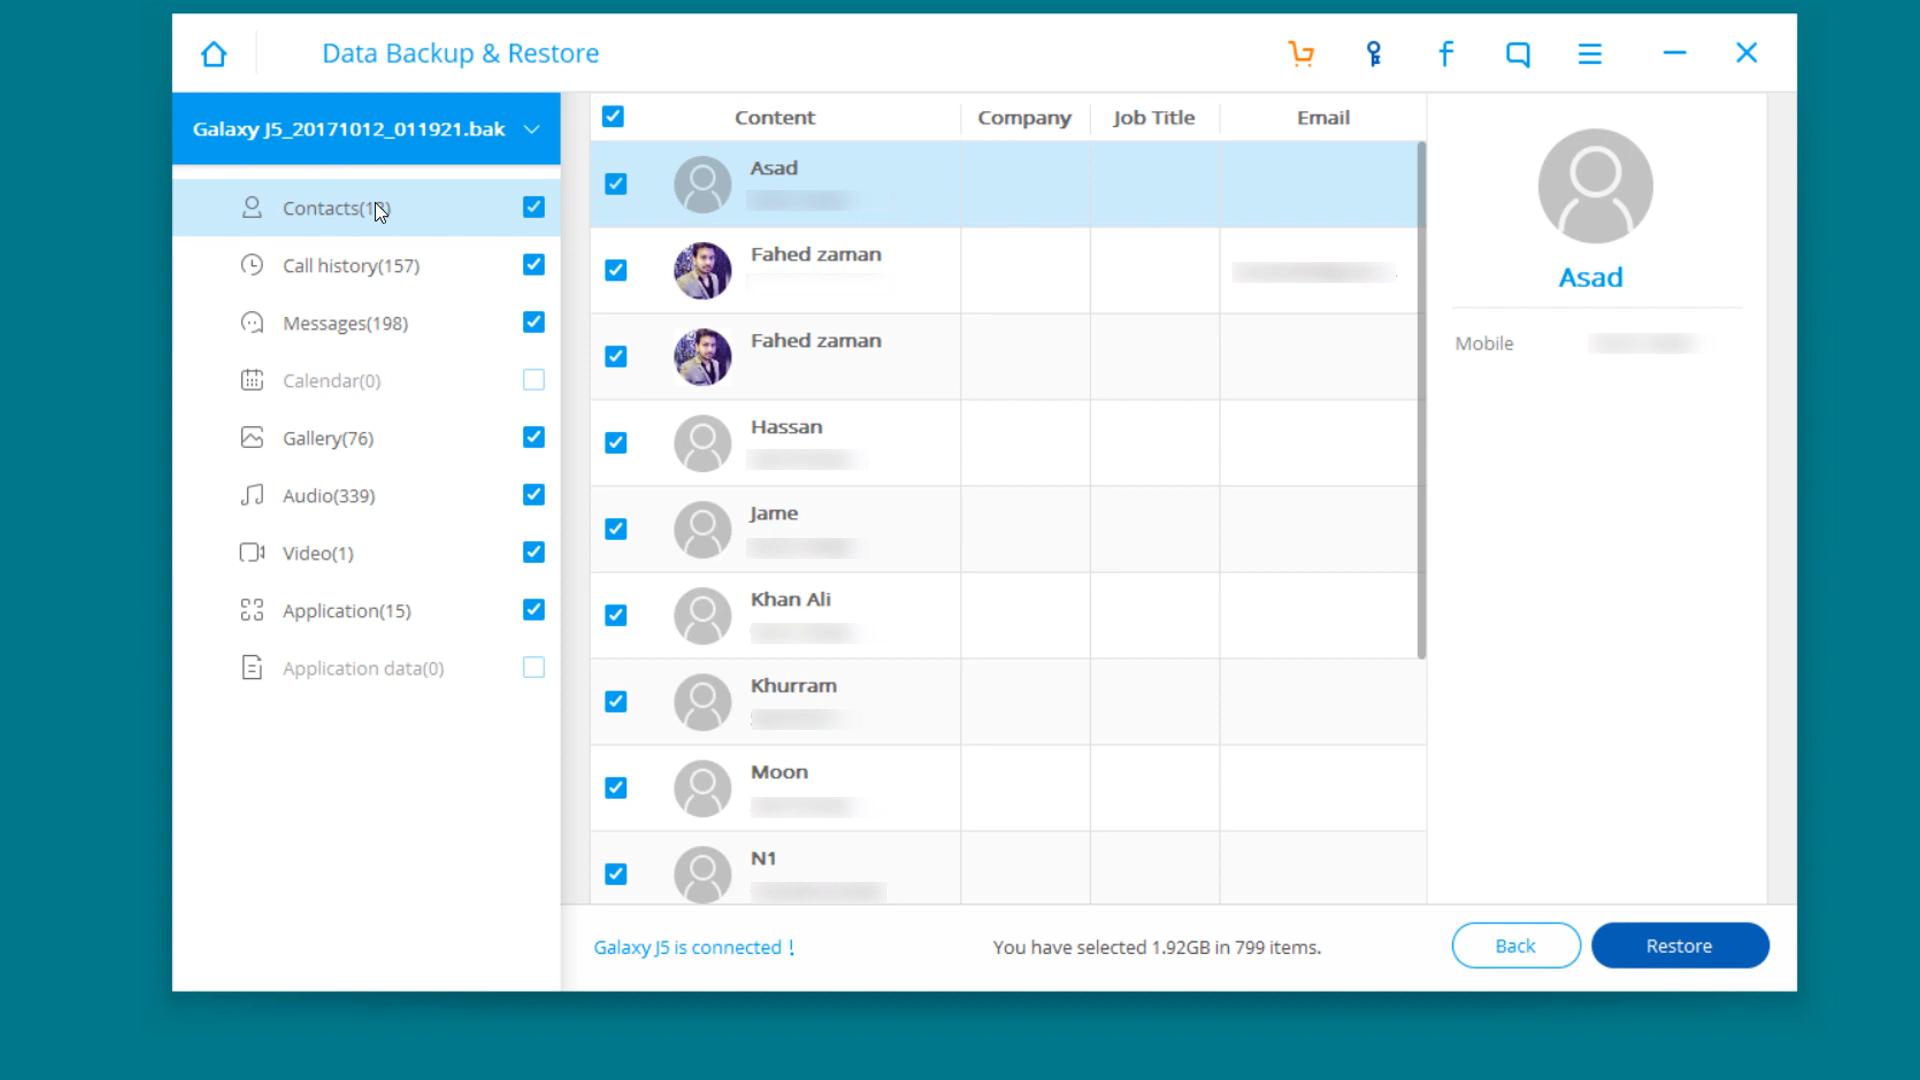 Data Backup & Restore
Galaxy J5_20171012_011921.bak
Contacts(
Call history(157)
Messages(198)
Calendar(0)
Gallery(76)
Audio(339)
Video(1)
Application(15)
Application data(0)
Content Company Job Title Email
Asad
Fahed zaman
Fahed zaman
Hassan
Jame
Khan Ali
Khurram
Moon
N1
Asad
Mobile
Galaxy J5 is connected !
You have selected 1.92GB in 799 items.
Back
Restore